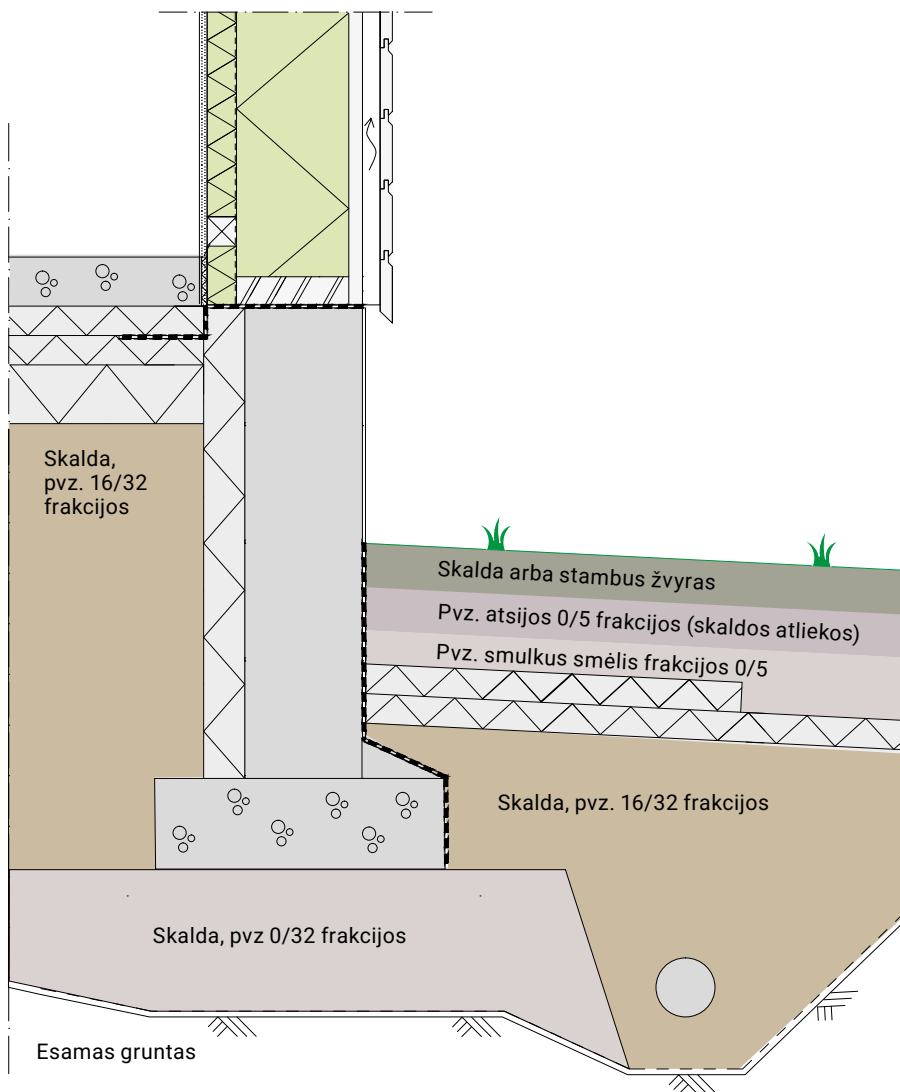 Skalda,
pvz. 16/32
frakcijos
Skalda arba stambus žvyras
Pvz. atsijos 0/5 frakcijos (skaldos atliekos)
Pvz. smulkus smėlis frakcijos 0/5
Skalda, pvz. 16/32 frakcijos
Skalda, pvz 0/32 frakcijos
Esamas gruntas